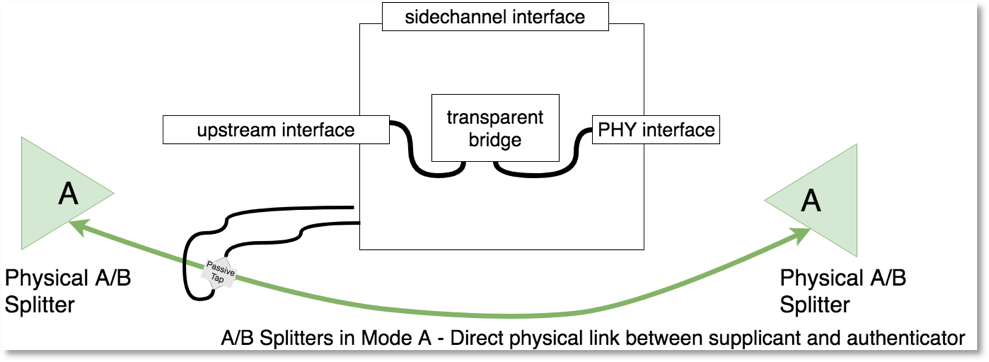 sidechannel interface
upstream interface
transparent
bridge
PHY interface
A
A
Passive
Tap
Physical A/B
Splitter
Physical A/B
Splitter
A/B Splitters in Mode A - Direct physical link between supplicant and authenticator